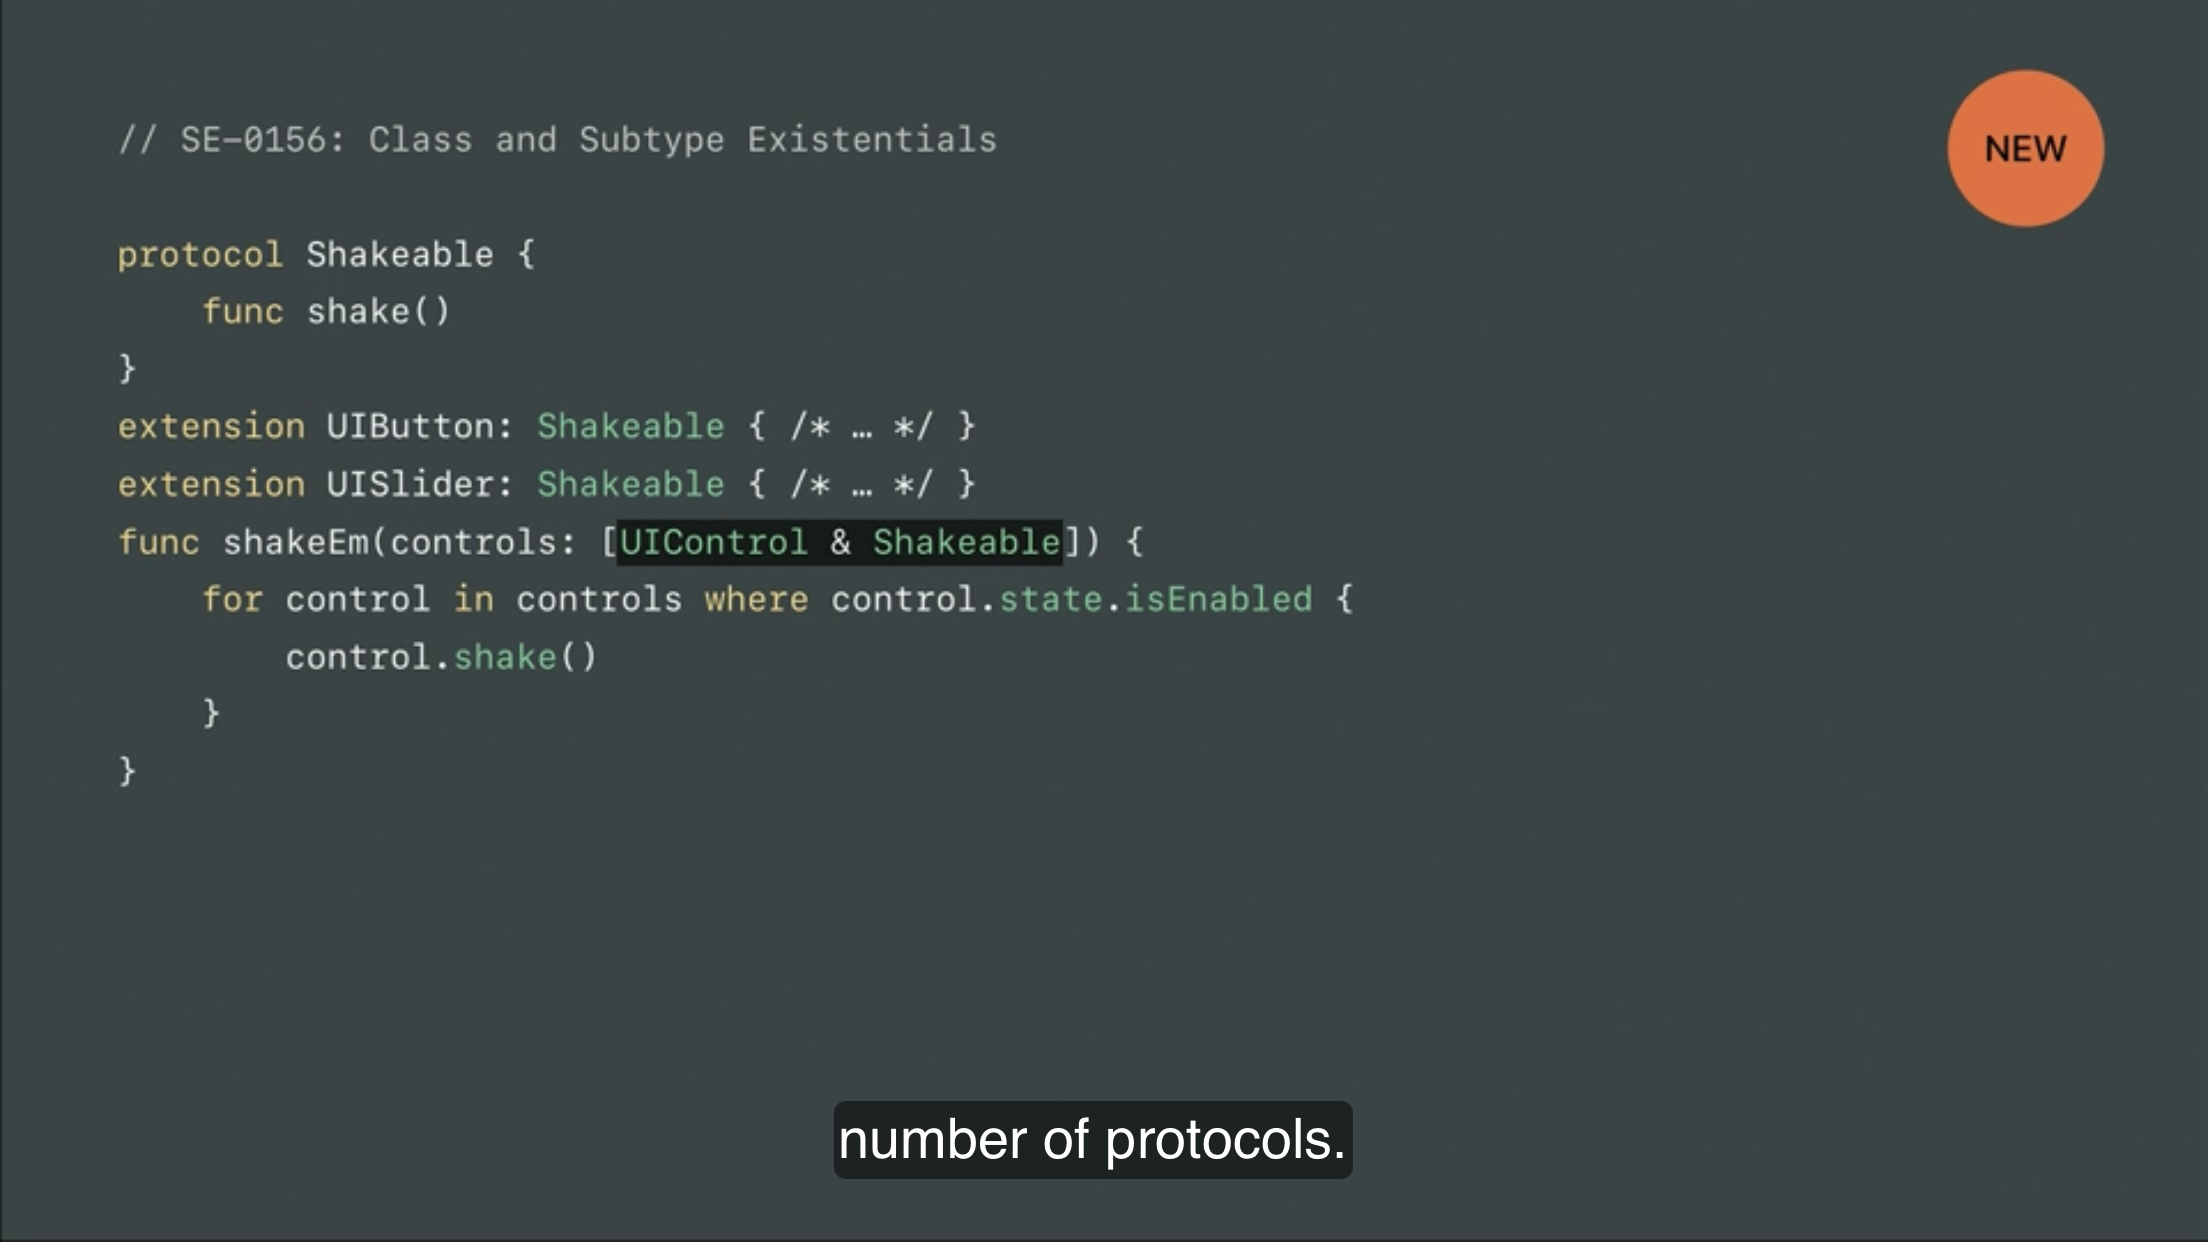 // SE-0156: Class and Subtype Existentials
NEW
protocol Shakeable {
    func shake()
}
extension UIButton: Shakeable { /* … */ }
extension UISlider: Shakeable { /* … */ }
func shakeEm(controls: [UIControl & Shakeable]) {
    for control in controls where control.state.isEnabled {
        control.shake()
    }
}
number of protocols.